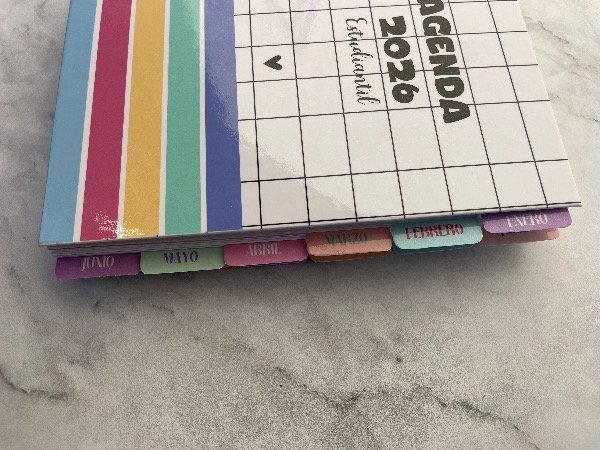 AGENDA
2026
Estudiantil
ENERO
FEBRERO
MARZO
ABRIL
MAYO
JUNIO